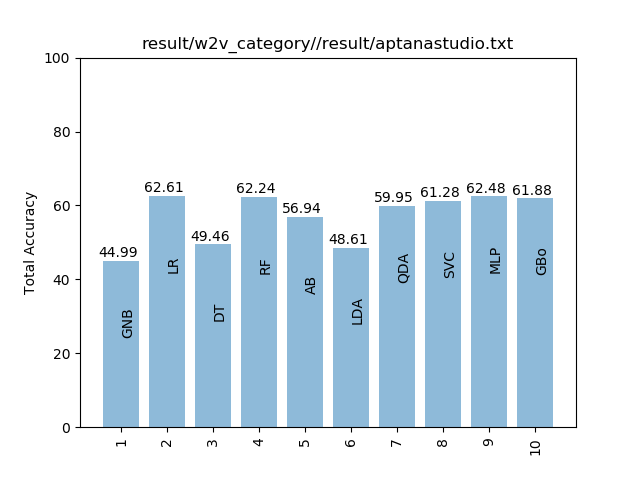 result/w2v_category//result/aptanastudio.txt
Total Accuracy
100
80
60
40
20
0
44.99
62.61
49.46
62.24
56.94
48.61
59.95
61.28
62.48
61.88
GNB
LR
DT
RF
AB
LDA
QDA
SVC
MLP
GBo
1
2
3
4
5
6
7
8
9
10